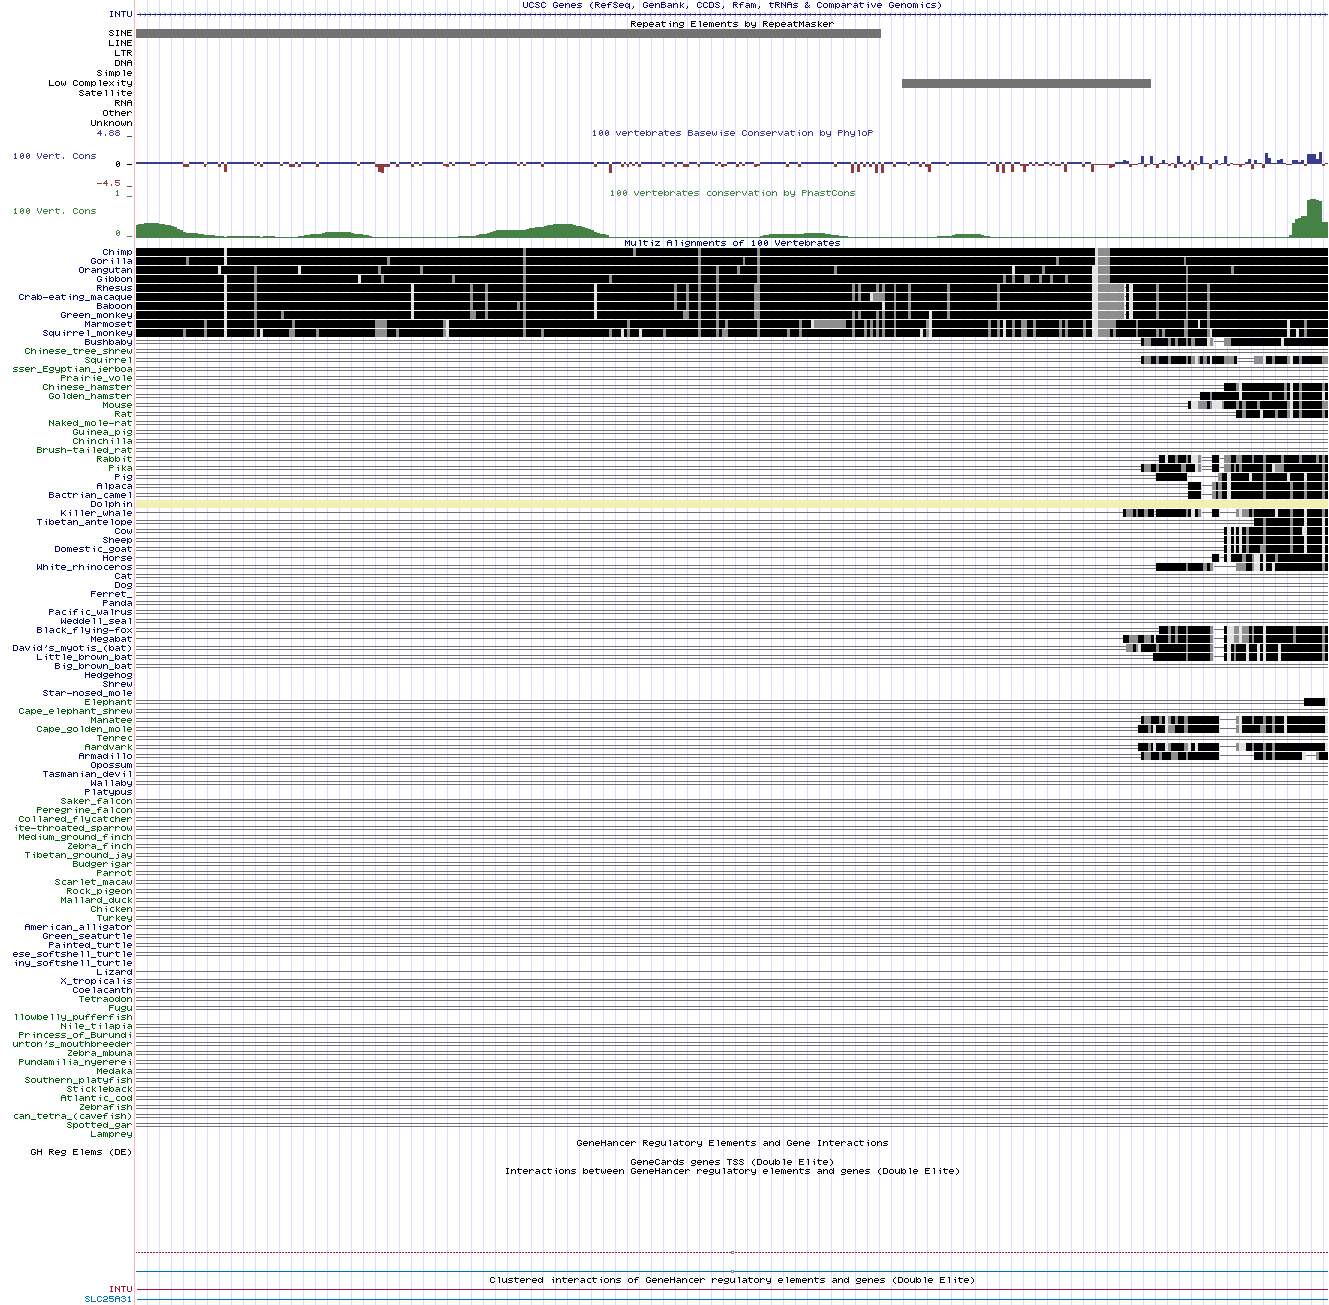 UCSC Genes (RefSeq, GenBank, CCDS, Rfam, tRNAs & Comparative Genomics)
INTU
Repeating Elements by RepeatMasker
SINE
LINE
LTR
DNA
Simple
Low Complexity
Satellite
RNA
Other
Unknown
4.88 _
100 vertebrates Basewise Conservation by PhyloP
100 Vert. Cons
0 –
-4.5 _
1 _
100 vertebrates conservation by PhastCons
100 Vert. Cons
0 _
Multiz Alignments of 100 Vertebrates
Chimp
Gorilla
Orangutan
Gibbon
Rhesus
Crab-eating_macaque
Baboon
Green_monkey
Marmoset
Squirrel_monkey
Bushbaby
Chinese_tree_shrew
Squirrel
sser_Egyptian_jerboa
Prairie_vole
Chinese_hamster
Golden_hamster
Mouse
Rat
Naked_mole-rat
Guinea_pig
Chinchilla
Brush-tailed_rat
Rabbit
Pika
Pig
Alpaca
Bactrian_camel
Dolphin
Killer_whale
Tibetan_antelope
Cow
Sheep
Domestic_goat
Horse
White_rhinoceros
Cat
Dog
Ferret_
Panda
Pacific_walrus
Weddell_seal
Black_flying-fox
Megabat
David's_myotis_(bat)
Little_brown_bat
Big_brown_bat
Hedgehog
Shrew
Star-nosed_mole
Elephant
Cape_elephant_shrew
Manatee
Cape_golden_mole
Tenrec
Aardvark
Armadillo
Opossum
Tasmanian_devil
Wallaby
Platypus
Saker_falcon
Peregrine_falcon
Collared_flycatcher
ite-throated_sparrow
Medium_ground_finch
Zebra_finch
Tibetan_ground_jay
Budgerigar
Parrot
Scarlet_macaw
Rock_pigeon
Mallard_duck
Chicken
Turkey
American_alligator
Green_seaturtle
Painted_turtle
ese_softshell_turtle
iny_softshell_turtle
Lizard
X_tropicalis
Coelacanth
Tetraodon
Fugu
llowbelly_pufferfish
Nile_tilapia
Princess_of_Burundi
urton's_mouthbreeder
Zebra_mbuna
Pundamilia_nyererei
Medaka
Southern_platyfish
Stickleback
Atlantic_cod
Zebrafish
can_tetra_(cavefish)
Spotted_gar
Lamprey
GeneHancer Regulatory Elements and Gene Interactions
GH Reg Elems (DE)
GeneCards genes TSS (Double Elite)
Interactions between GeneHancer regulatory elements and genes (Double Elite)
Clustered interactions of GeneHancer regulatory elements and genes (Double Elite)
INTU
SLC25A31